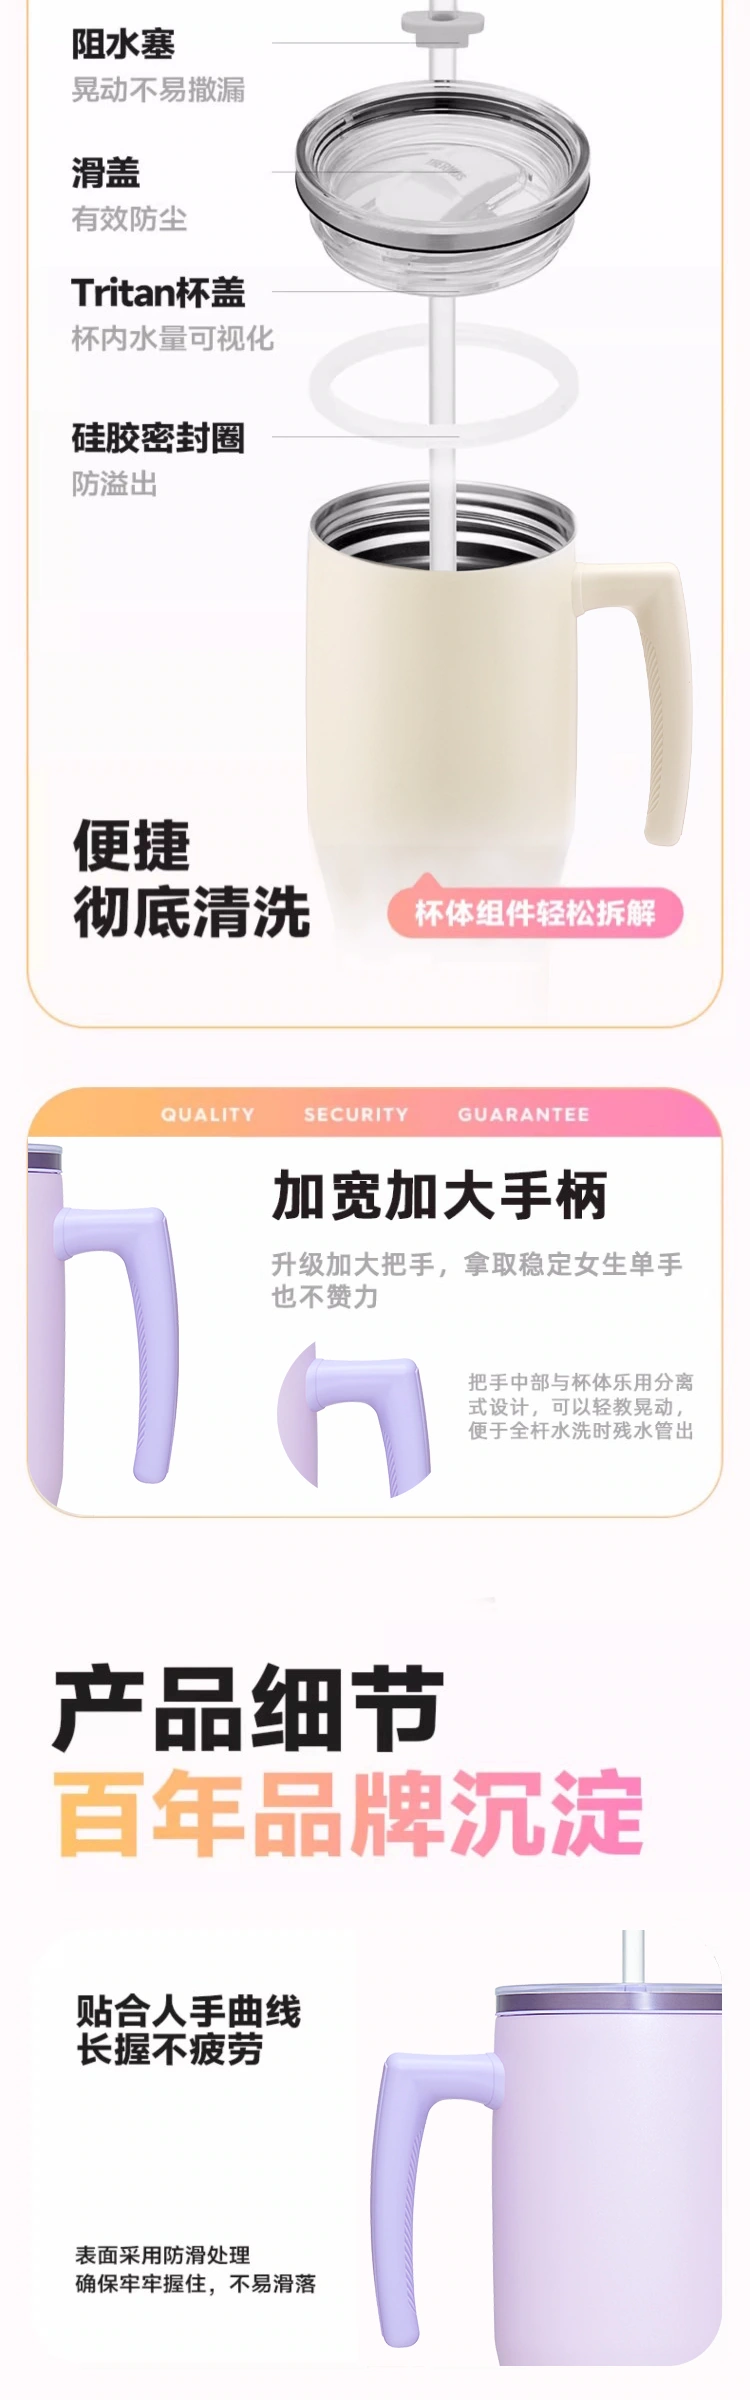 阻水塞
晃动不易撒漏
滑盖
有效防尘
Tritan杯盖
杯内水量可视化
硅胶密封圈
防溢出
便捷
彻底清洗
杯体组件轻松拆解
QUALITY SECURITY GUARANTEE
加宽加大手柄
升级加大把手，拿取稳定女生单手
也不赞力
把手中部与杯体乐用分离
式设计，可以轻教晃动，
便于全杆水洗时残水管出
产品细节
百年品牌沉淀
贴合人手曲线
长握不疲劳
表面采用防滑处理
确保牢牢握住，不易滑落